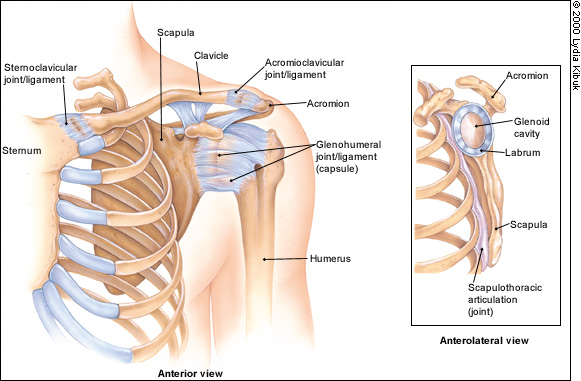 Scapula
Clavicle
Sternoclavicular
joint/ligament
Acromioclavicular
joint/ligament
Acromion
Sternum
Glenohumeral
joint/ligament
(capsule)
Humerus
Anterior view
Acromion
Glenoid
cavity
Labrum
Scapula
Scapulothoracic
articulation
(joint)
Anterolateral view
© 2000 Lydia Kibuk